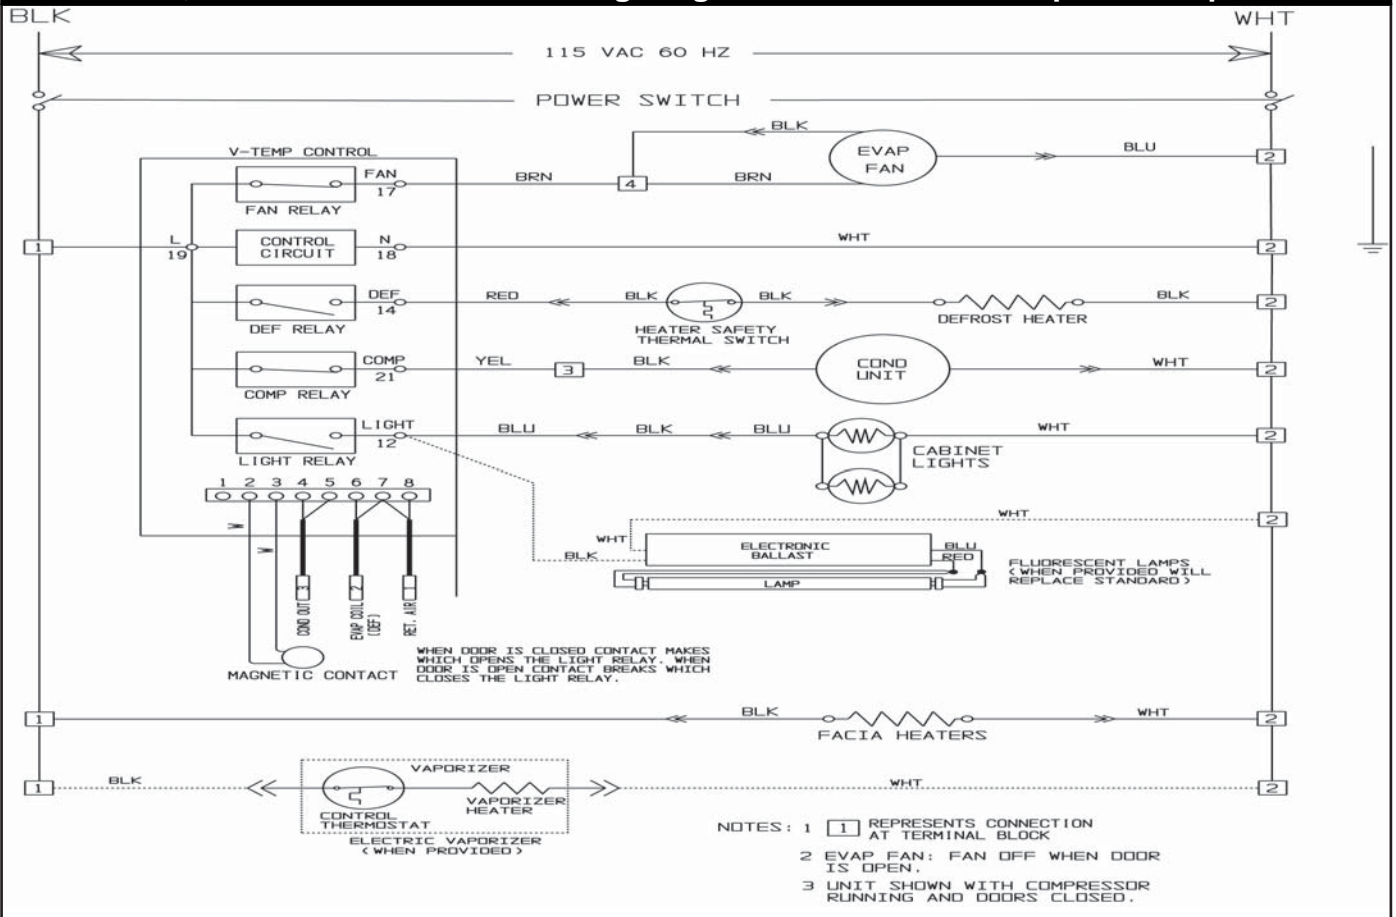 BLK
WHT
115 VAC 60 HZ
POWER SWITCH
BLK
EVAP
FAN
BLU
2
V-TEMP CONTROL
FAN
17
BRN
4
BRN
FAN RELAY
1
L
19
CONTROL
CIRCUIT
N
18
WHT
2
DEF
14
RED
BLK
BLK
BLK
2
DEF RELAY
HEATER SAFETY
THERMAL SWITCH
DEFROST HEATER
COMP
21
YEL
3
BLK
COND
UNIT
WHT
2
COMP RELAY
LIGHT
12
BLU
BLK
BLU
WHT
2
LIGHT RELAY
CABINET
LIGHTS
1 2 3 4 5 6 7 8
W
W
WHT
2
WHT
BLK
ELECTRONIC
BALLAST
BLU
RED
LAMP
FLUORESCENT LAMPS
(WHEN PROVIDED WILL
REPLACE STANDARD)
3
2
1
COND OUT
EVAP COIL
(DEF)
RET. AIR
MAGNETIC CONTACT
WHEN DOOR IS CLOSED CONTACT MAKES
WHICH OPENS THE LIGHT RELAY. WHEN
DOOR IS OPEN CONTACT BREAKS WHICH
CLOSES THE LIGHT RELAY.
1
BLK
WHT
2
FACIA HEATERS
1
BLK
VAPORIZER
VAPORIZER
HEATER
CONTROL
THERMOSTAT
WHT
2
ELECTRIC VAPORIZER
(WHEN PROVIDED)
NOTES: 1 1 REPRESENTS CONNECTION
AT TERMINAL BLOCK
2 EVAP FAN: FAN OFF WHEN DOOR
IS OPEN.
3 UNIT SHOWN WITH COMPRESSOR
RUNNING AND DOORS CLOSED.